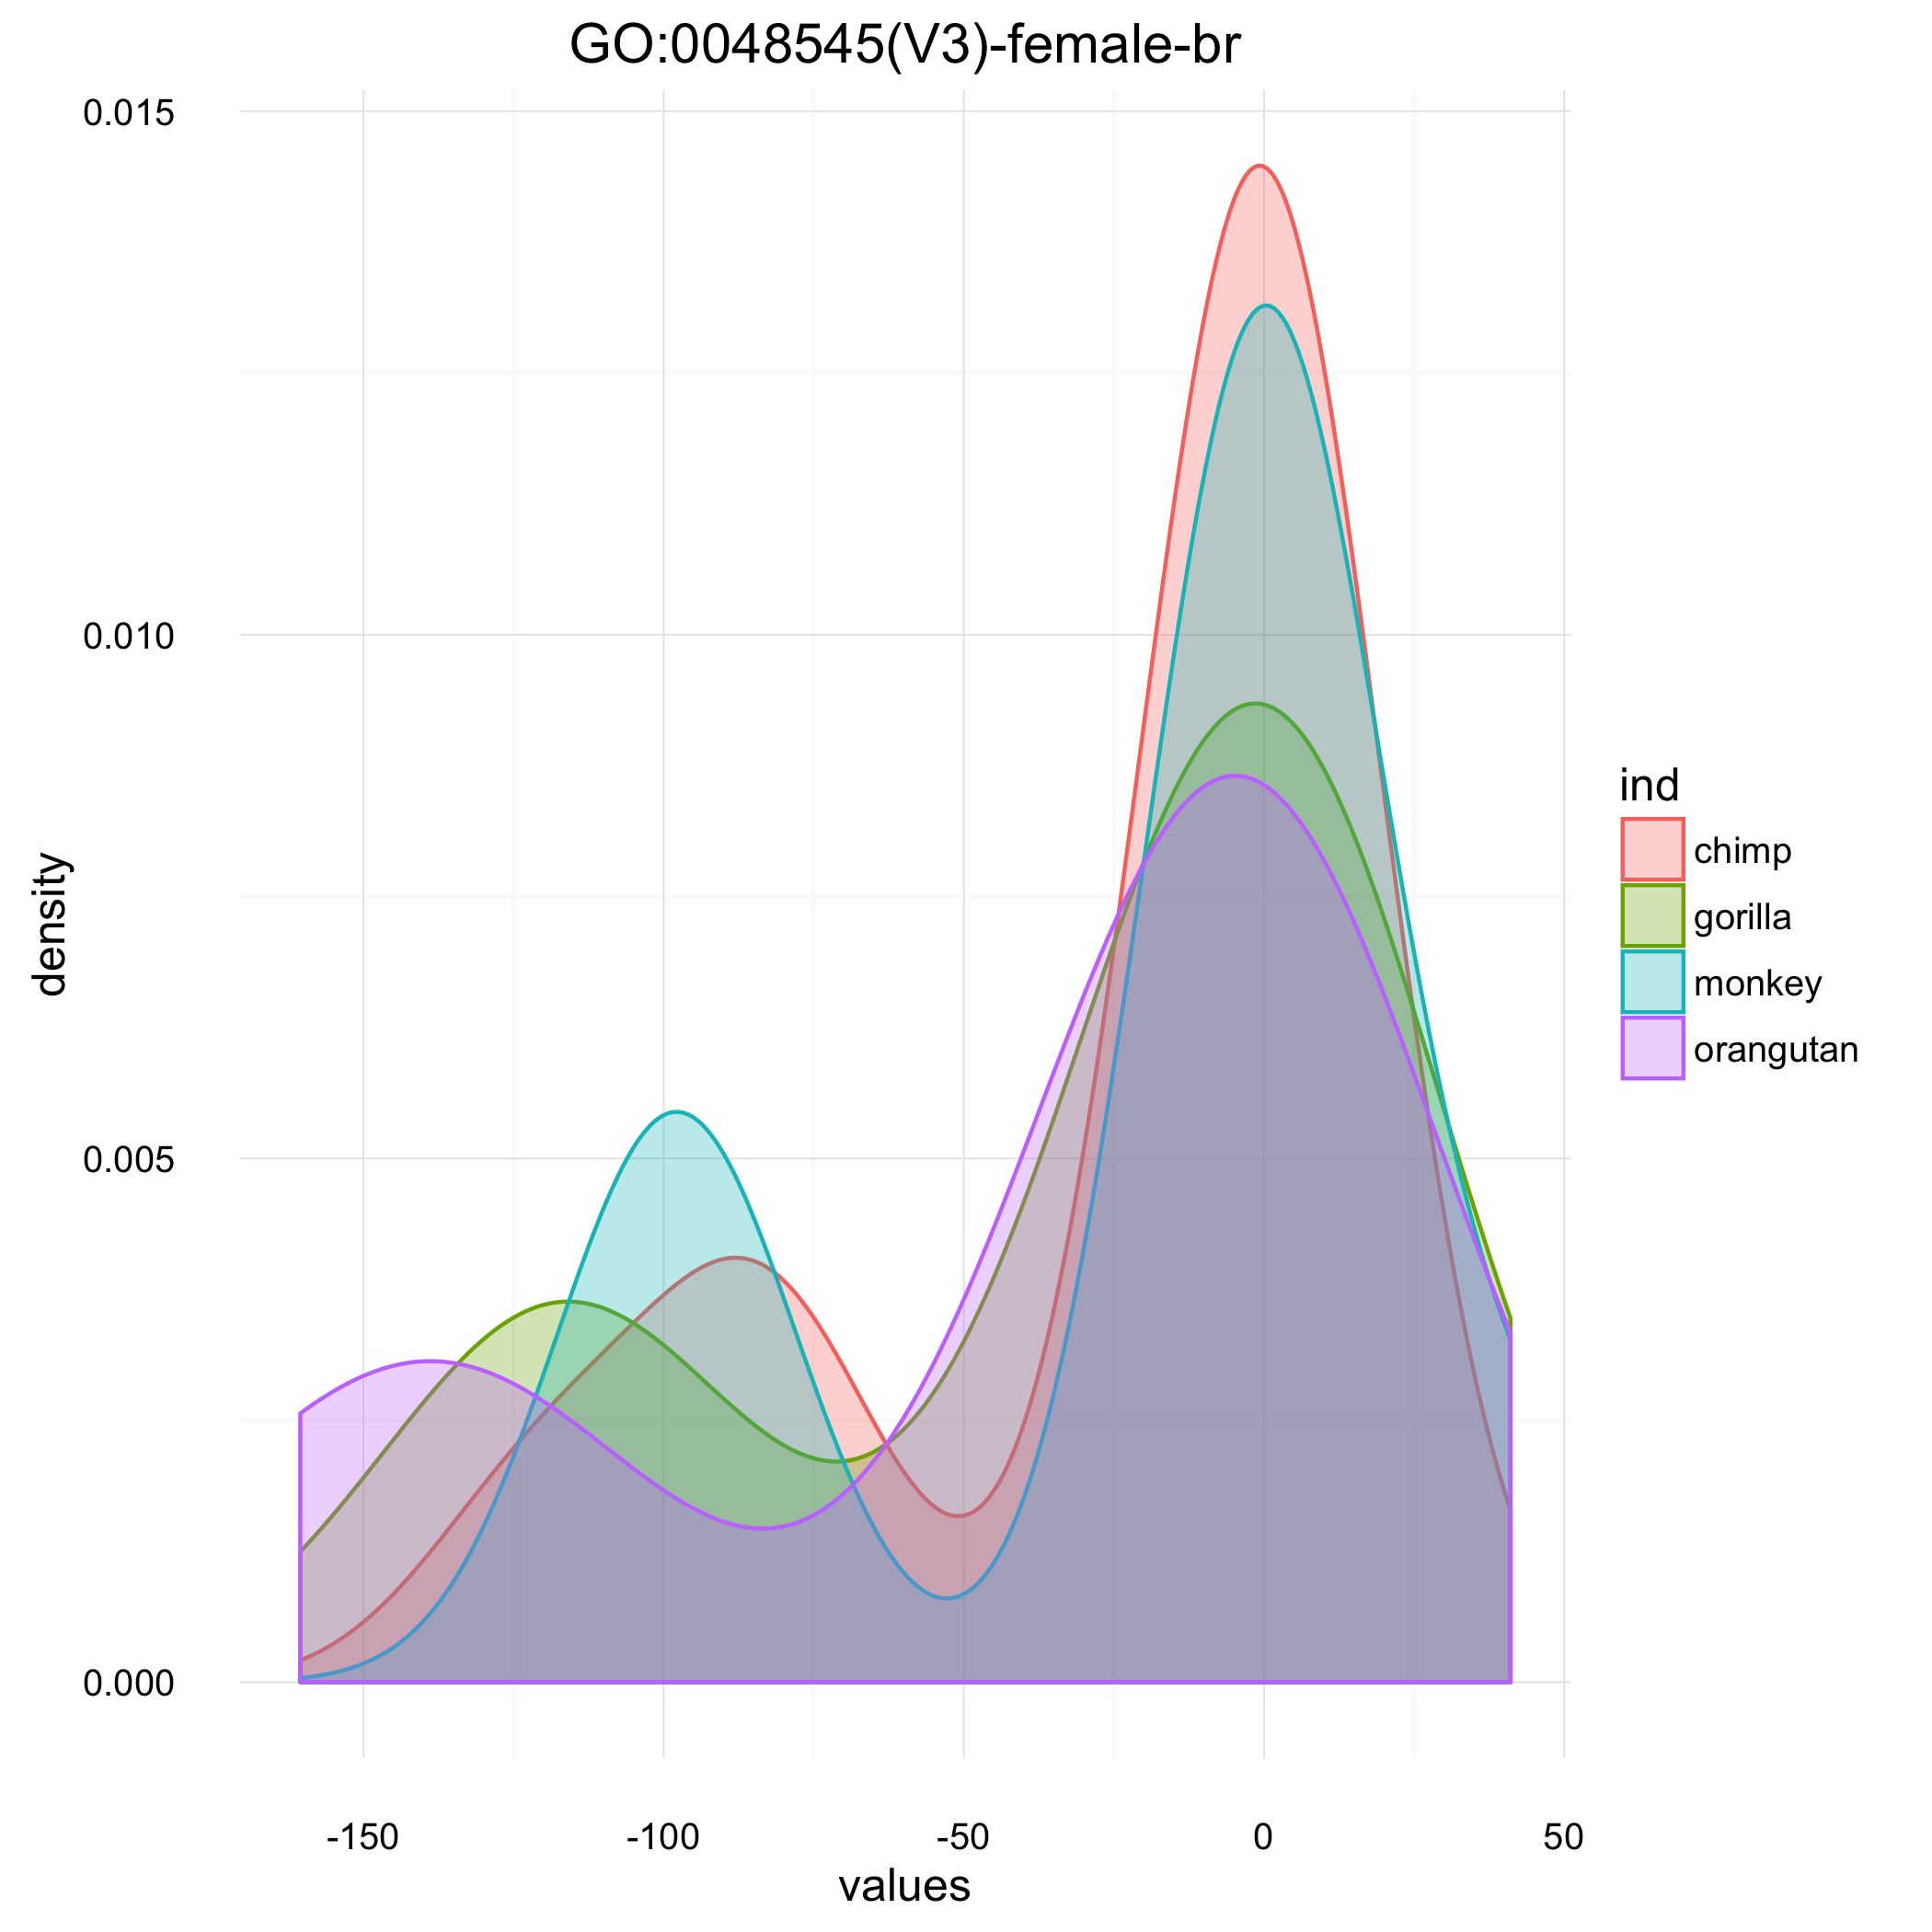 GO:0048545(V3)-female-br
0.015
0.010
0.005
0.000
density
-150 -100 -50 0 50
values
ind
chimp
gorilla
monkey
orangutan